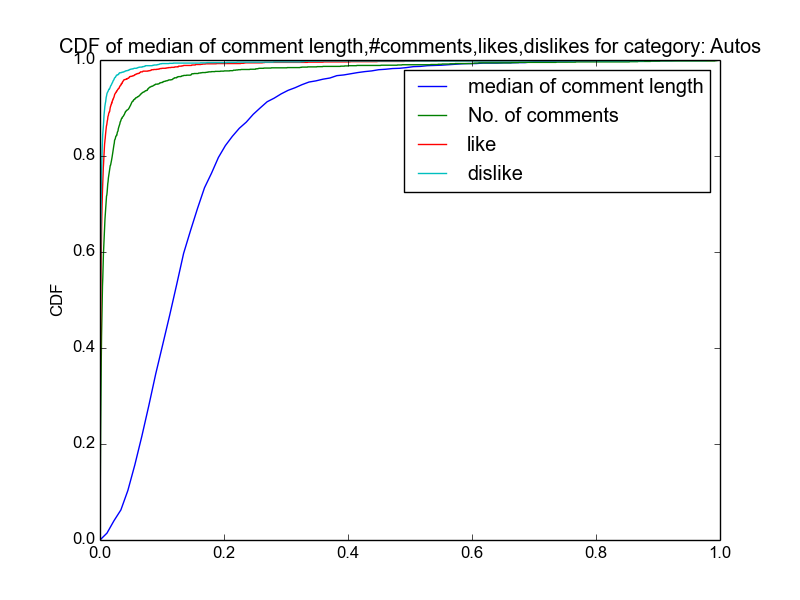 CDF of median of comment length,#comments,likes,dislikes for category: Autos
1.0
0.8
0.6
0.4
0.2
0.0
CDF
median of comment length
No. of comments
like
dislike
0.0 0.2 0.4 0.6 0.8 1.0